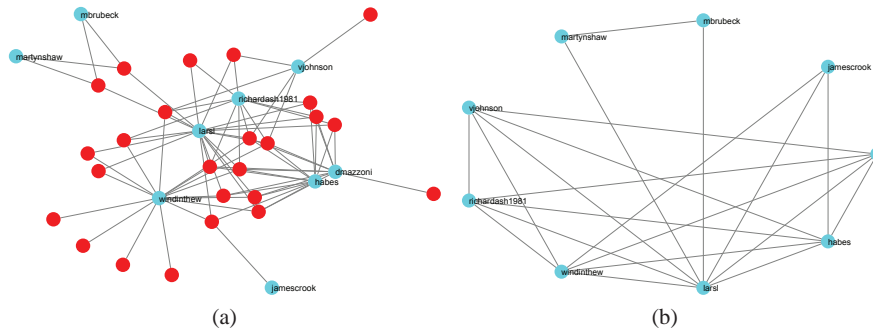 mbrubeck
martynshaw
vjohnson
richardash1981
larsl
dmazzoni
habes
windinthew
jamescrook
(a)
mbrubeck
martynshaw
jamescrook
vjohnson
richardash1981
habes
windinthew
larsl
(b)